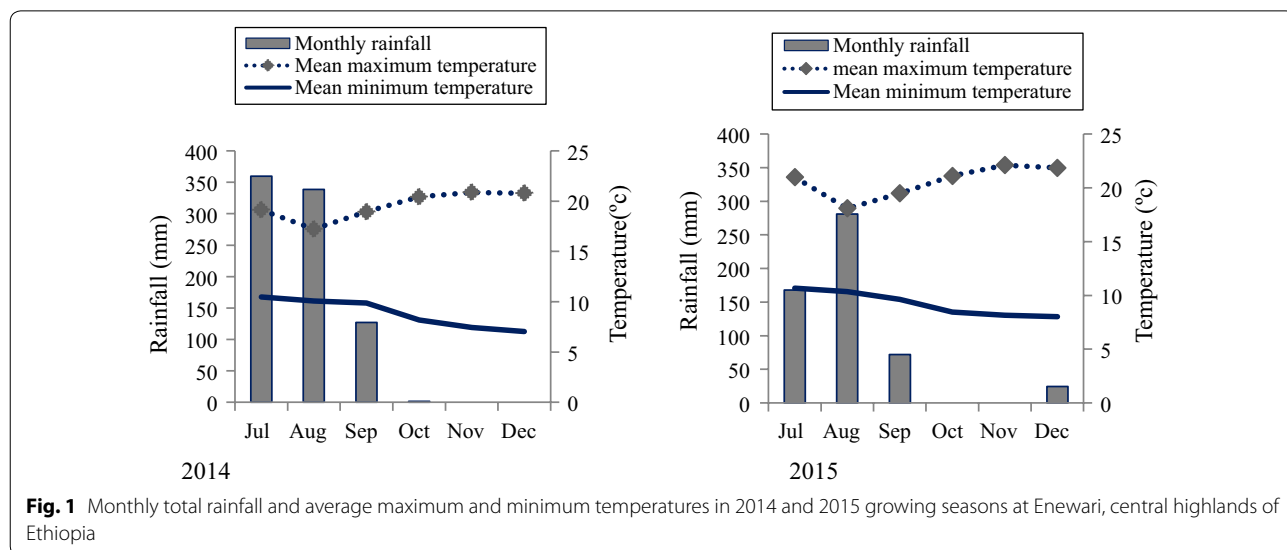 Monthly rainfall
Mean maximum temperature
Mean minimum temperature
400
350
300
250
200
150
100
50
0
Rainfall (mm)
25
20
15
10
5
0
Temperature(ºc)
Jul Aug Sep Oct Nov Dec
2014
Monthly rainfall
mean maximum temperature
Mean minimum temperature
400
350
300
250
200
150
100
50
0
Rainfall (mm)
25
20
15
10
5
0
Temperature (ºc)
Jul Aug Sep Oct Nov Dec
2015
Fig. 1 Monthly total rainfall and average maximum and minimum temperatures in 2014 and 2015 growing seasons at Enewari, central highlands of
Ethiopia